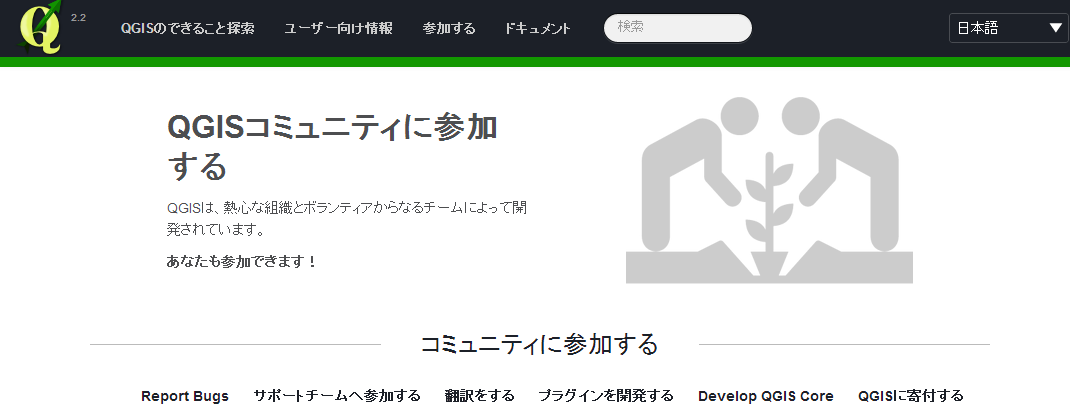 2.2 QGISのできること探索 ユーザー向け情報 参加する ドキュメント 検索 日本語
QGISコミュニティに参加
する
QGISは、熱心な組織とボランティアからなるチームによって開
発されています。
あなたも参加できます！
コミュニティに参加する
Report Bugs サポートチームへ参加する 翻訳をする プラグインを開発する Develop QGIS Core QGISに寄付する